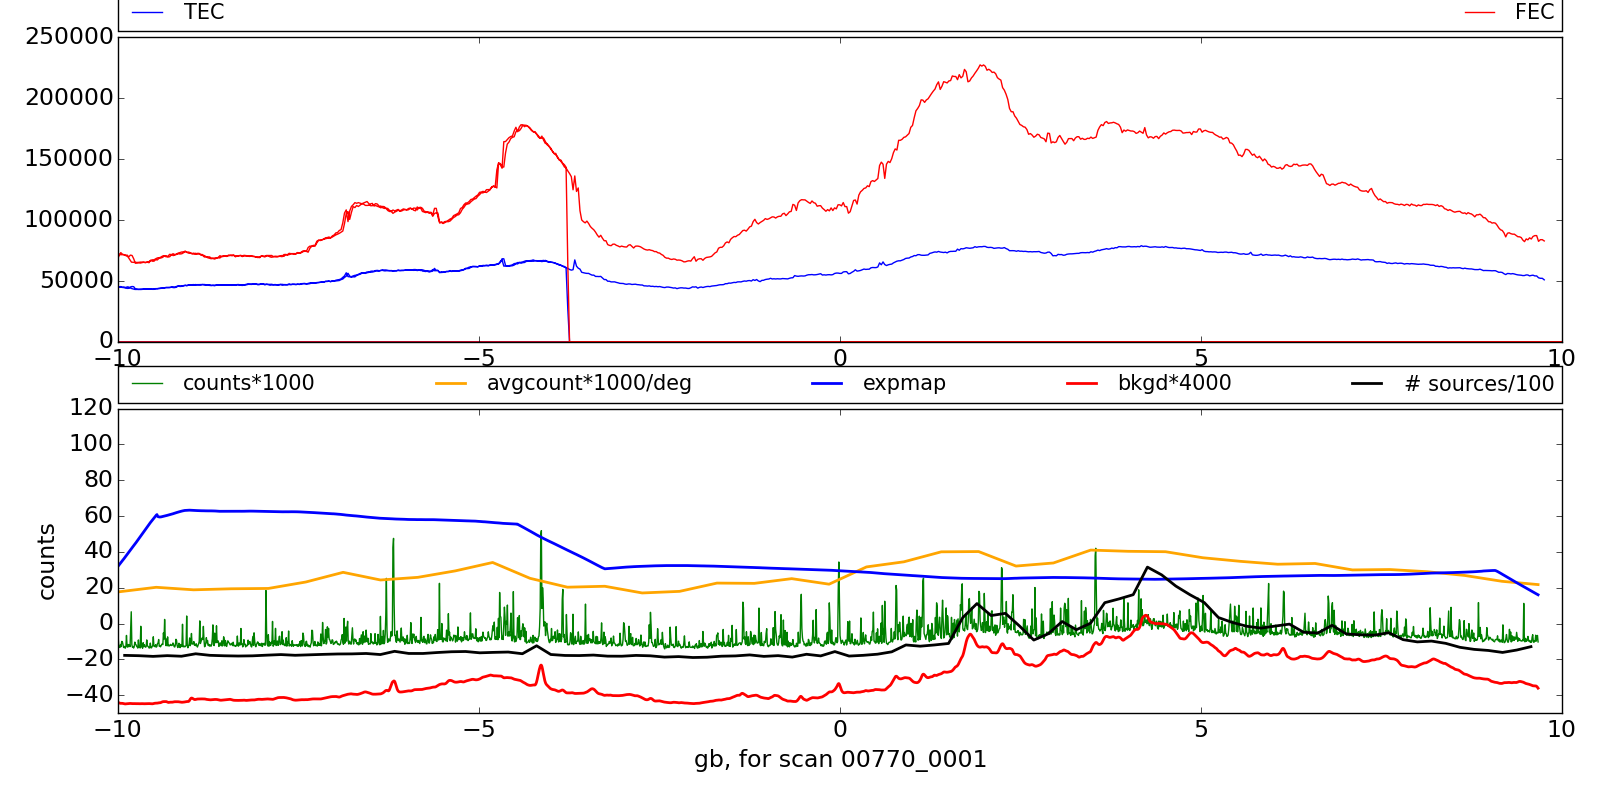 TEC FEC
250000
200000
150000
100000
50000
0
−10 −5 0 5 10
counts*1000 avgcount*1000/deg expmap bkgd*4000 # sources/100
120
100
80
60
40
20
0
−20
−40
counts
−10 −5 0 5 10
gb, for scan 00770_0001